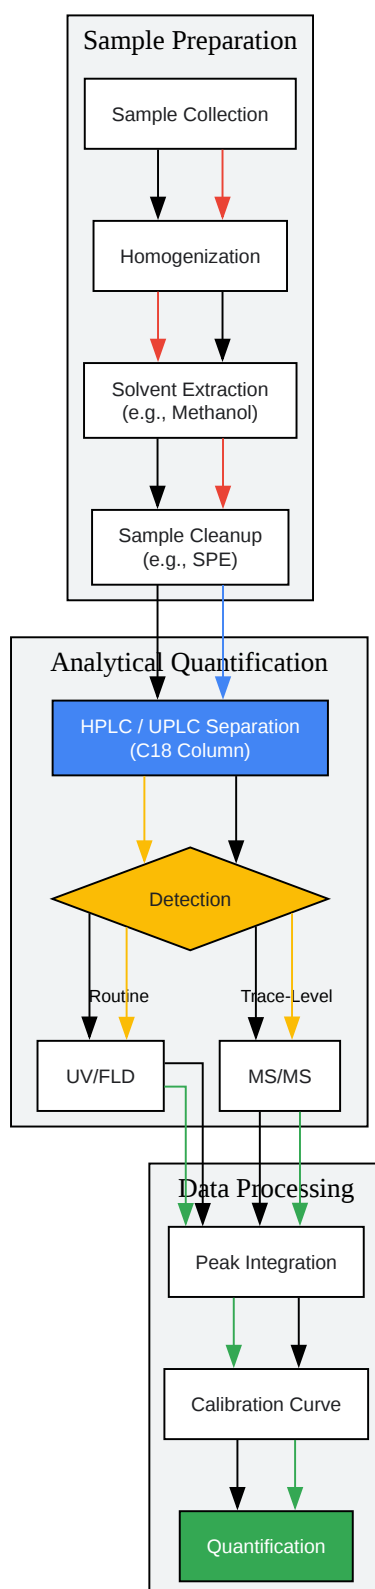 Sample Preparation
Sample Collection
Homogenization
Solvent Extraction
(e.g., Methanol)
Sample Cleanup
(e.g., SPE)
Analytical Quantification
HPLC / UPLC Separation
(C18 Column)
Detection
Routine
Trace-Level
UV/FLD
MS/MS
Data Processing
Peak Integration
Calibration Curve
Quantification